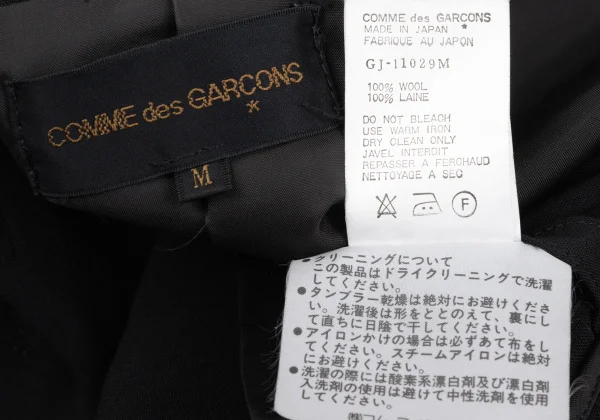 COMME des GARCONS
*
M
COMME des GARCONS
*
MADE IN JAPAN
FABRIQUE AU JAPON
GJ-11029M
100% WOOL
100% LAINE
DO NOT BLEACH
USE WARM IRON
DRY CLEAN ONLY
JAVEL INTERDIT
REPASSER A FERCHAUD
NETTOYAGE A SEC
F
●クリーニングについて
この製品はドライクリーニングで洗濯
してください。
●タンブラー乾燥は絶対にお避けくださ
い。洗濯後は形をととのえて、裏にし
て直ちに日陰で干してください。
●アイロンかけの場合は必ずあて布をし
てください。スチームアイロンは絶対
にお避けください。
●洗濯の際には酸素系漂白剤及び漂白剤
入洗剤の使用は避けて中性洗剤を使用
してください。